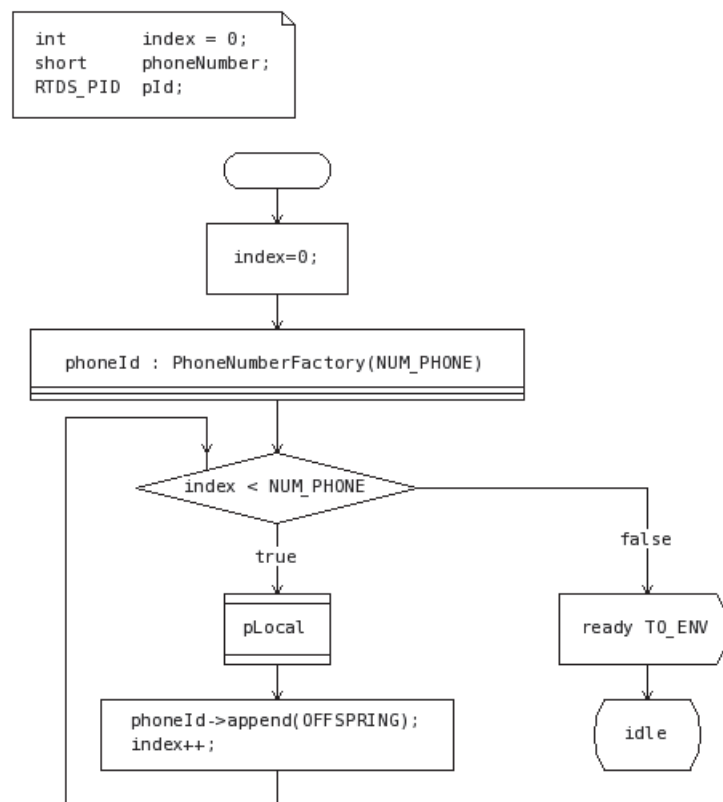 int       index = 0;
short     phoneNumber;
RTDS_PID  pId;
index=0;
phoneId : PhoneNumberFactory(NUM_PHONE)
index < NUM_PHONE
true
false
pLocal
ready TO_ENV
phoneId->append(OFFSPRING);
index++;
idle